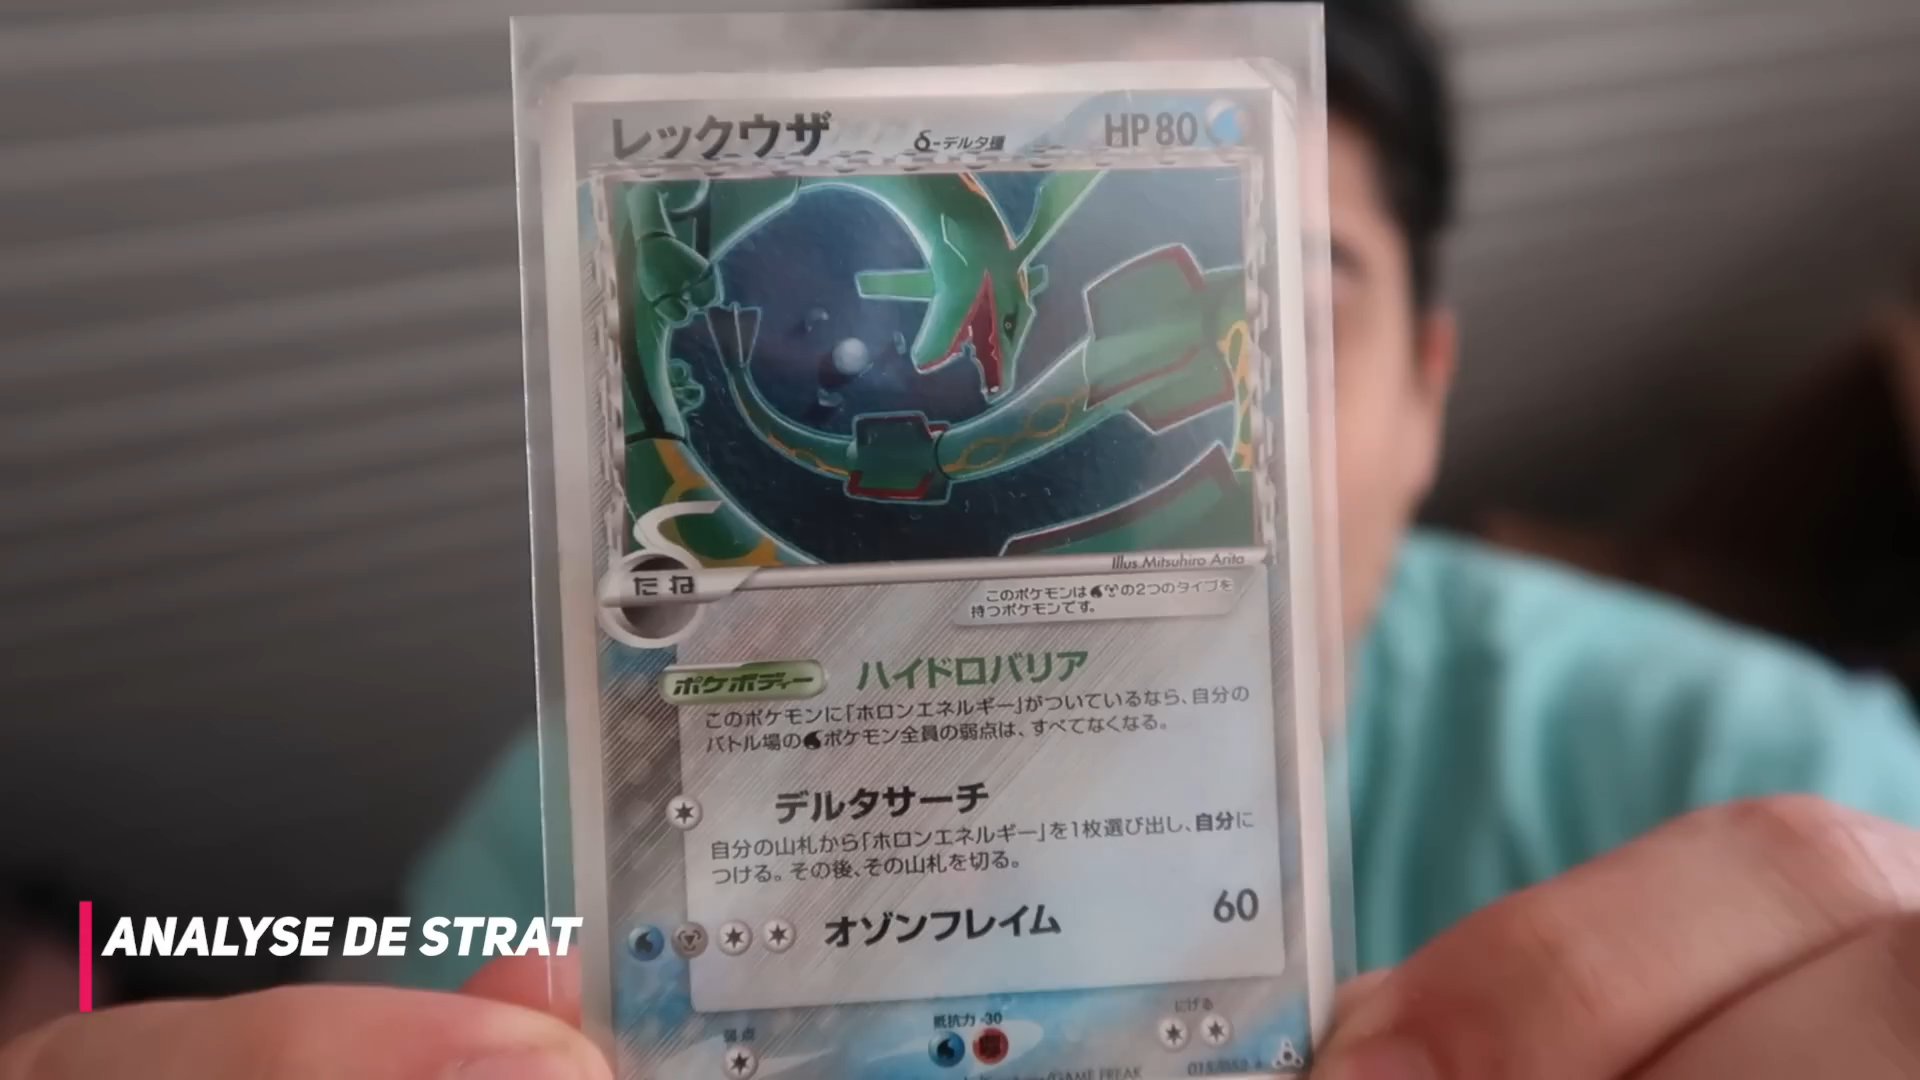 レックウザ
δ-デルタ種
HP80
Illus.Mitsuhiro Arita
たね
このポケモンはの2つのタイプを
持つポケモンです。
ポケボディー
ハイドロバリア
このポケモンに「ホロンエネルギー」がついているなら、自分の
バトル場のポケモン全員の弱点は、すべてなくなる。
デルタサーチ
自分の山札から「ホロンエネルギー」を1枚選び出し、自分に
つける。その後、その山札を切る。
オゾンフレイム
60
ANALYSE DE STRAT
弱点
抵抗力 -30
にげる
/GAME FREAK